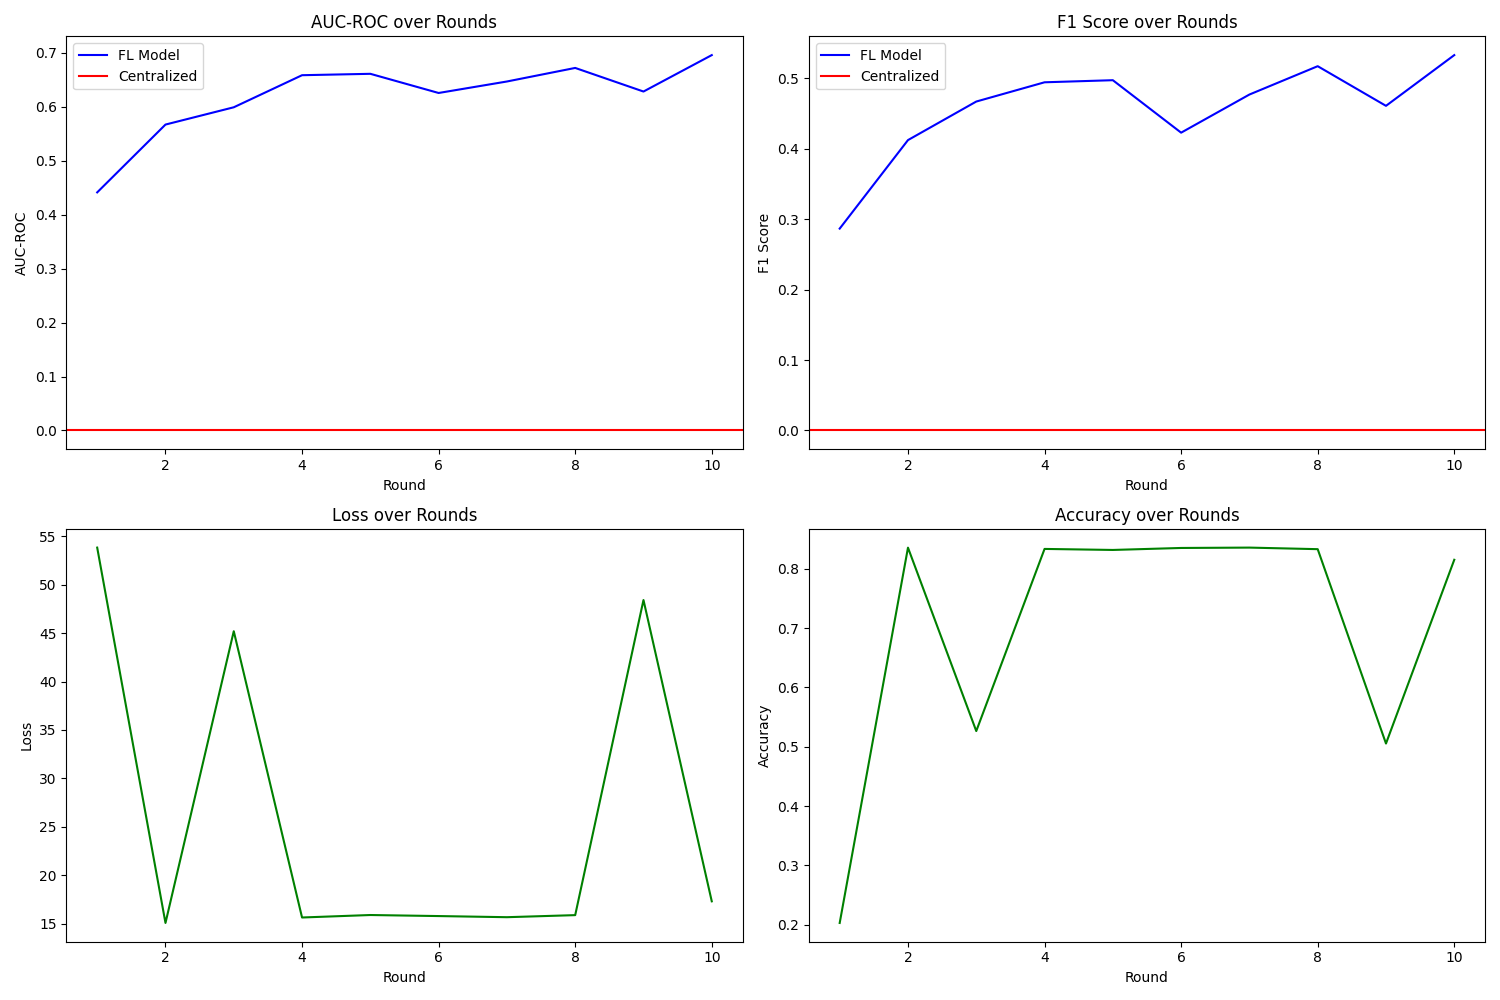 AUC-ROC over Rounds
FL Model
Centralized
AUC-ROC
0.7
0.6
0.5
0.4
0.3
0.2
0.1
0.0
2 4 6 8 10
Round
F1 Score over Rounds
FL Model
Centralized
F1 Score
0.5
0.4
0.3
0.2
0.1
0.0
2 4 6 8 10
Round
Loss over Rounds
Loss
55
50
45
40
35
30
25
20
15
2 4 6 8 10
Round
Accuracy over Rounds
Accuracy
0.8
0.7
0.6
0.5
0.4
0.3
0.2
2 4 6 8 10
Round